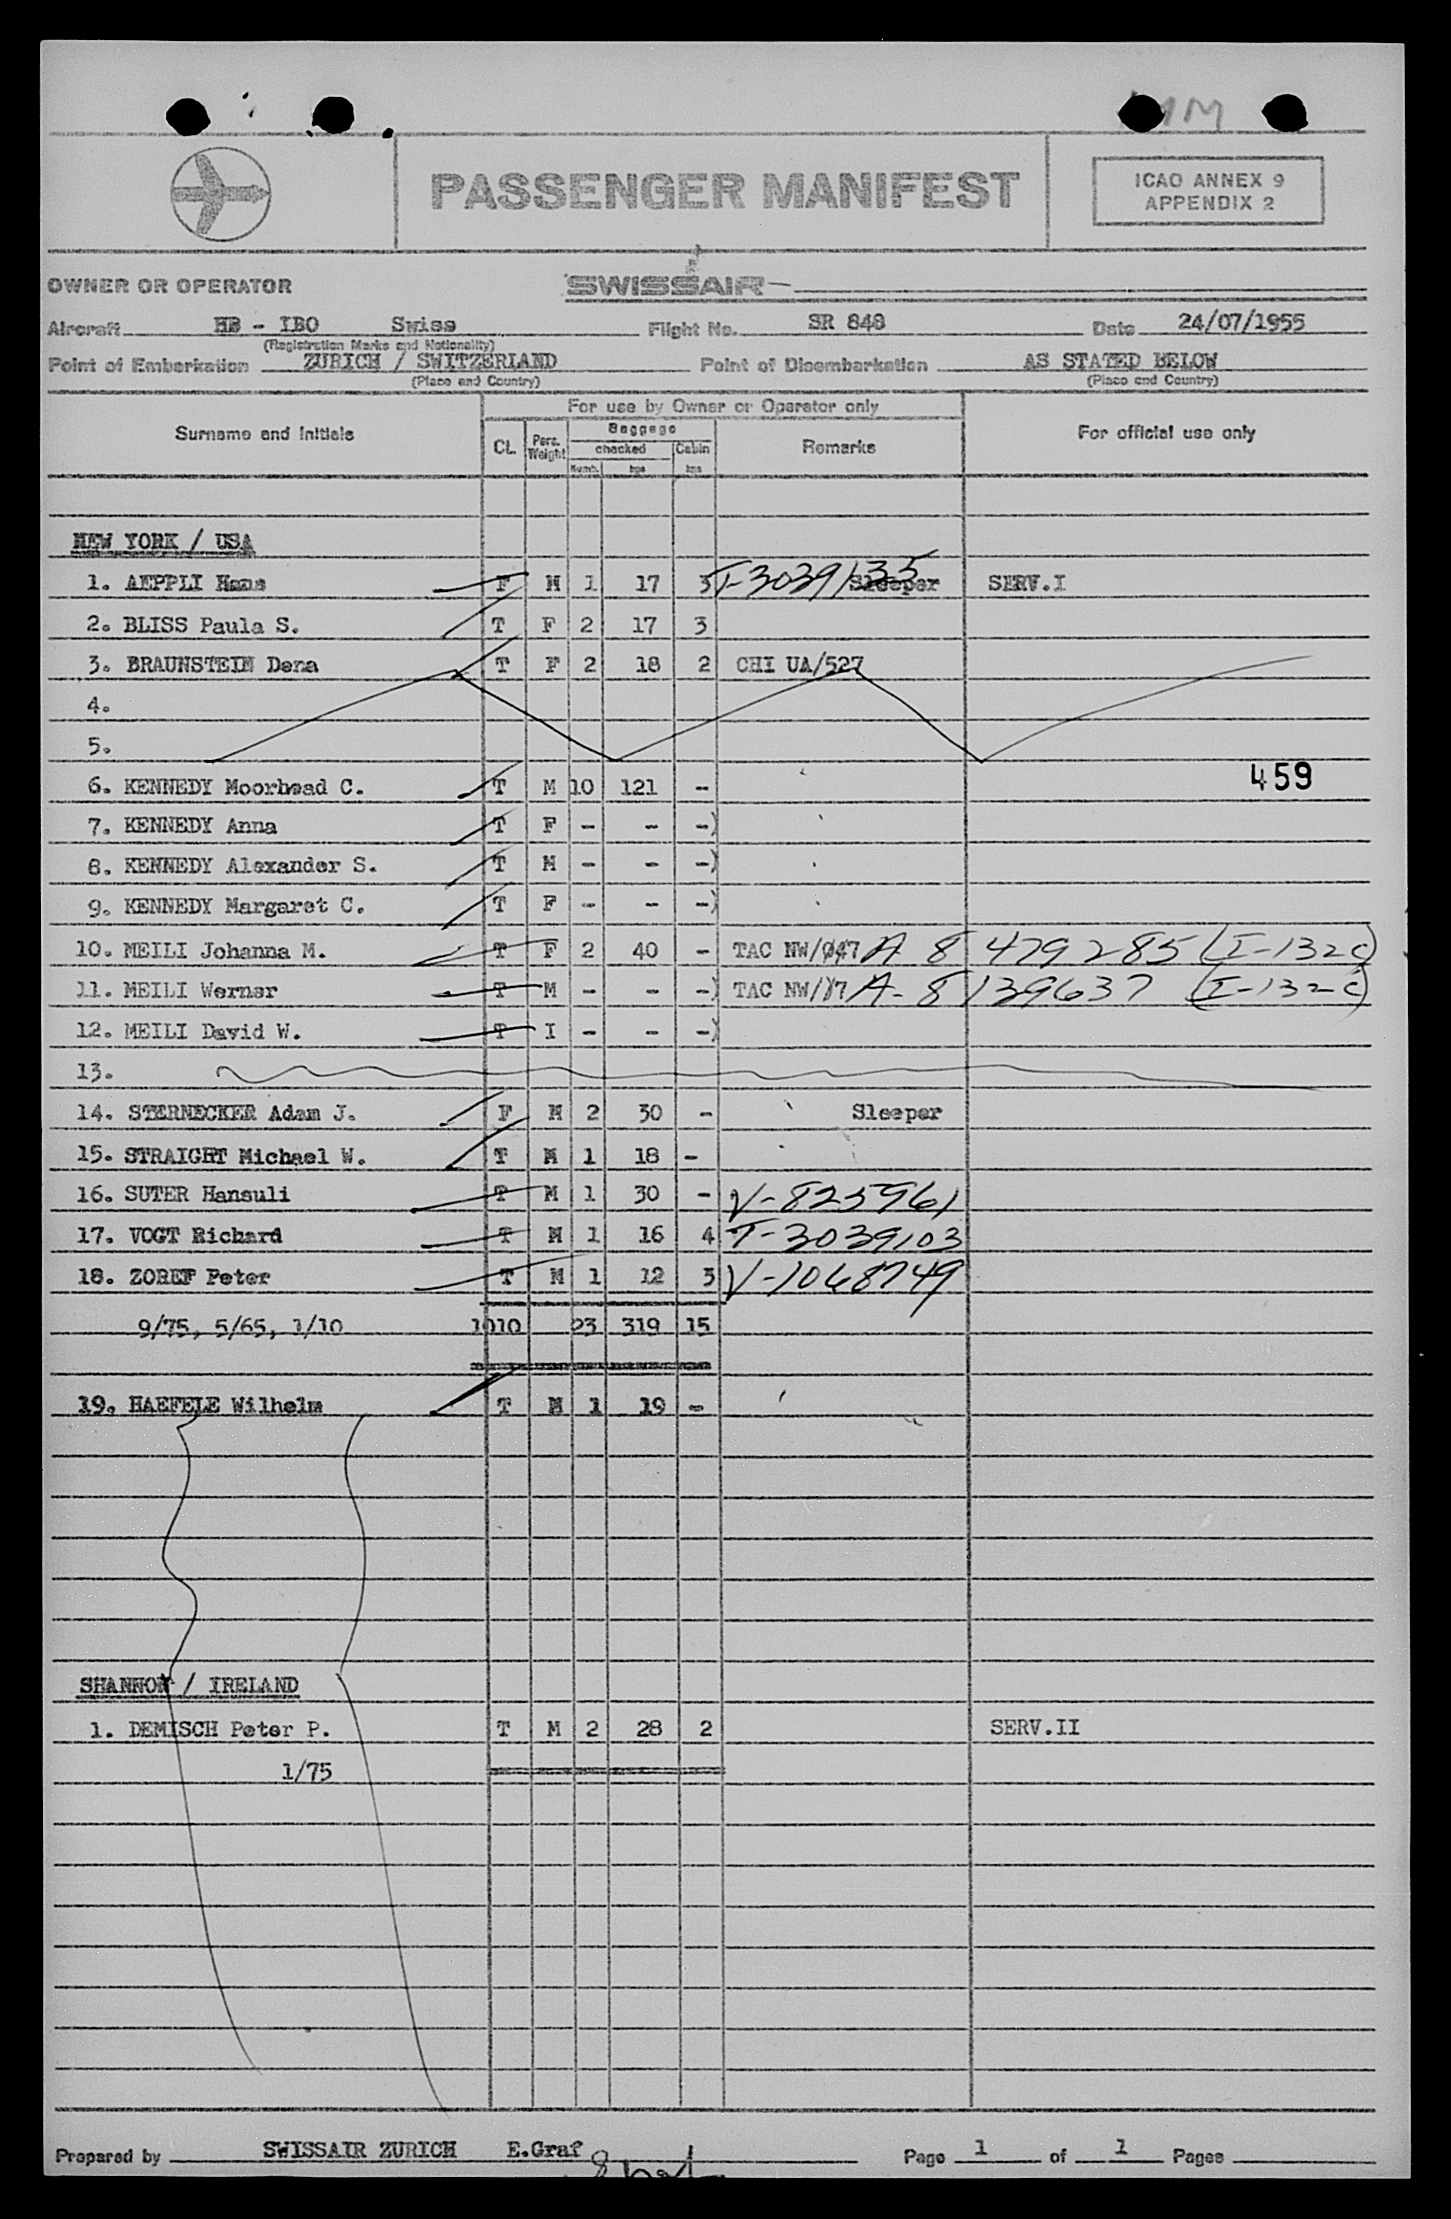 PASSENGER MANIFEST
ICAO ANNEX 9
APPENDIX 2
OWNER OR OPERATOR SWISSAIR
Aircraft HB - IBO Swiss Flight No. SR 848 Date 24/07/1955
(Registration Marks and Nationality)
Point of Embarkation ZURICH / SWITZERLAND Point of Disembarkation AS STATED BELOW
(Place and Country) (Place and Country)
For use by Owner or Operator only
Surname and initials CL. Pers. Weight Baggage checked Numb. kgs Cabin kgs Remarks For official use only
NEW YORK / USA
1. AEPPLI Hans F M 1 17 3 T-3039133 Sleeper SERV.I
2. BLISS Paula S. T F 2 17 3
3. BRAUNSTEIN Dena T F 2 18 2 CHI UA/527
4.
5.
459
6. KENNEDY Moorhead C. T M 10 121 -
7. KENNEDY Anna T F - - -)
8. KENNEDY Alexander S. T M - - -)
9. KENNEDY Margaret C. T F - - -)
10. MEILI Johanna M. T F 2 40 - TAC NW/ A 8 479 285 (I-132c)
11. MEILI Werner T M - - -) TAC NW/ A-8139637 (I-132c)
12. MEILI David W. T I - - -)
13.
14. STERNECKER Adam J. F M 2 30 - Sleeper
15. STRAIGHT Michael W. T M 1 18 -
16. SUTER Hansuli T M 1 30 - V-825961
17. VOGT Richard T M 1 16 4 T-3039103
18. ZOREF Peter T M 1 12 3 V-1068749
9/75, 5/65, 1/10 1010 23 319 15
19. HAEFELE Wilhelm T M 1 19 -
SHANNON / IRELAND
1. DEMISCH Peter P. T M 2 28 2 SERV.II
1/75
Prepared by SWISSAIR ZURICH E.Graf Page 1 of 1 Pages